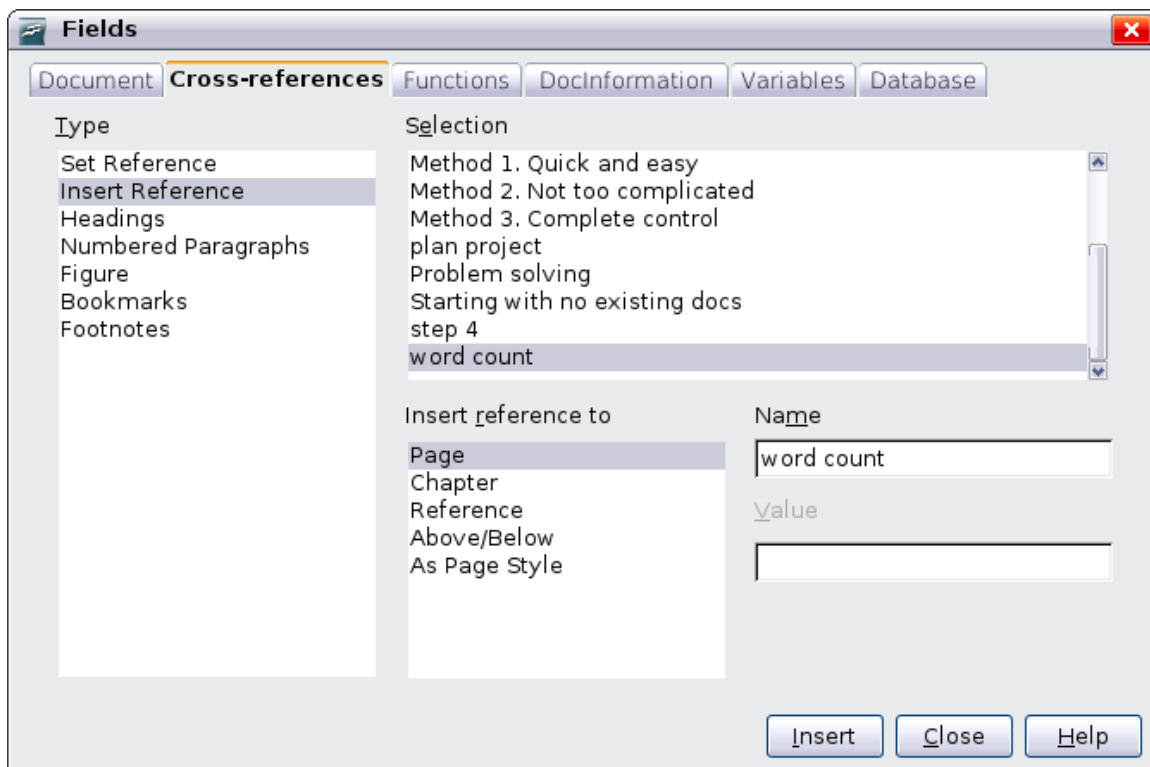 Fields
Document Cross-references Functions DocInformation Variables Database
Type
Set Reference
Insert Reference
Headings
Numbered Paragraphs
Figure
Bookmarks
Footnotes
Selection
Method 1. Quick and easy
Method 2. Not too complicated
Method 3. Complete control
plan project
Problem solving
Starting with no existing docs
step 4
word count
Insert reference to
Page
Chapter
Reference
Above/Below
As Page Style
Name
word count
Value
Insert Close Help